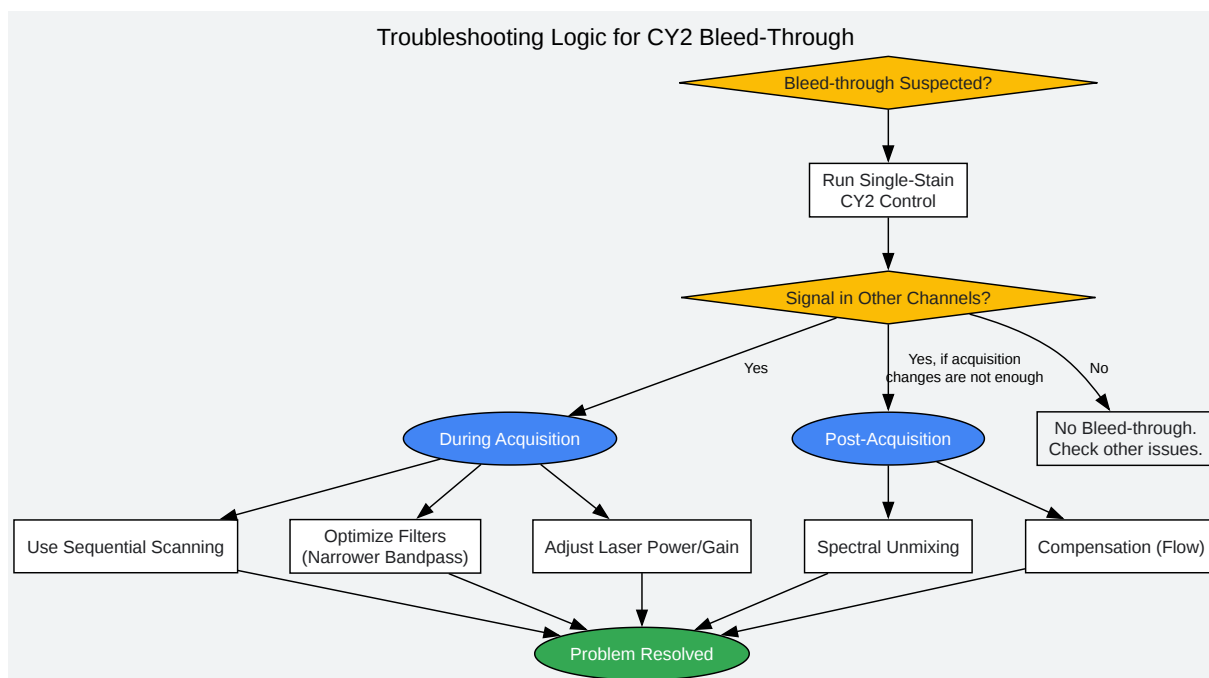 Troubleshooting Logic for CY2 Bleed-Through
Bleed-through Suspected?
Run Single-Stain
CY2 Control
Signal in Other Channels?
Yes
Yes, if acquisition
changes are not enough
No
During Acquisition
Post-Acquisition
No Bleed-through.
Check other issues.
Use Sequential Scanning
Optimize Filters
(Narrower Bandpass)
Adjust Laser Power/Gain
Spectral Unmixing
Compensation (Flow)
Problem Resolved